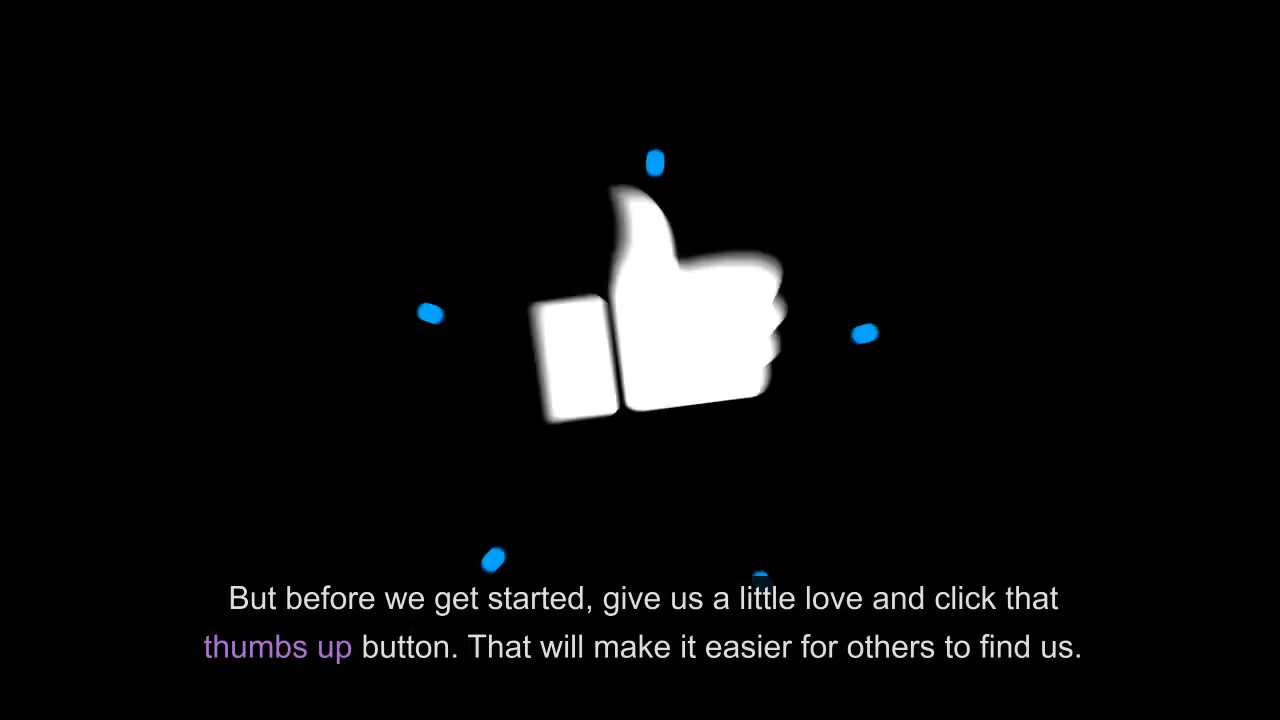 But before we get started, give us a little love and click that
thumbs up button. That will make it easier for others to find us.